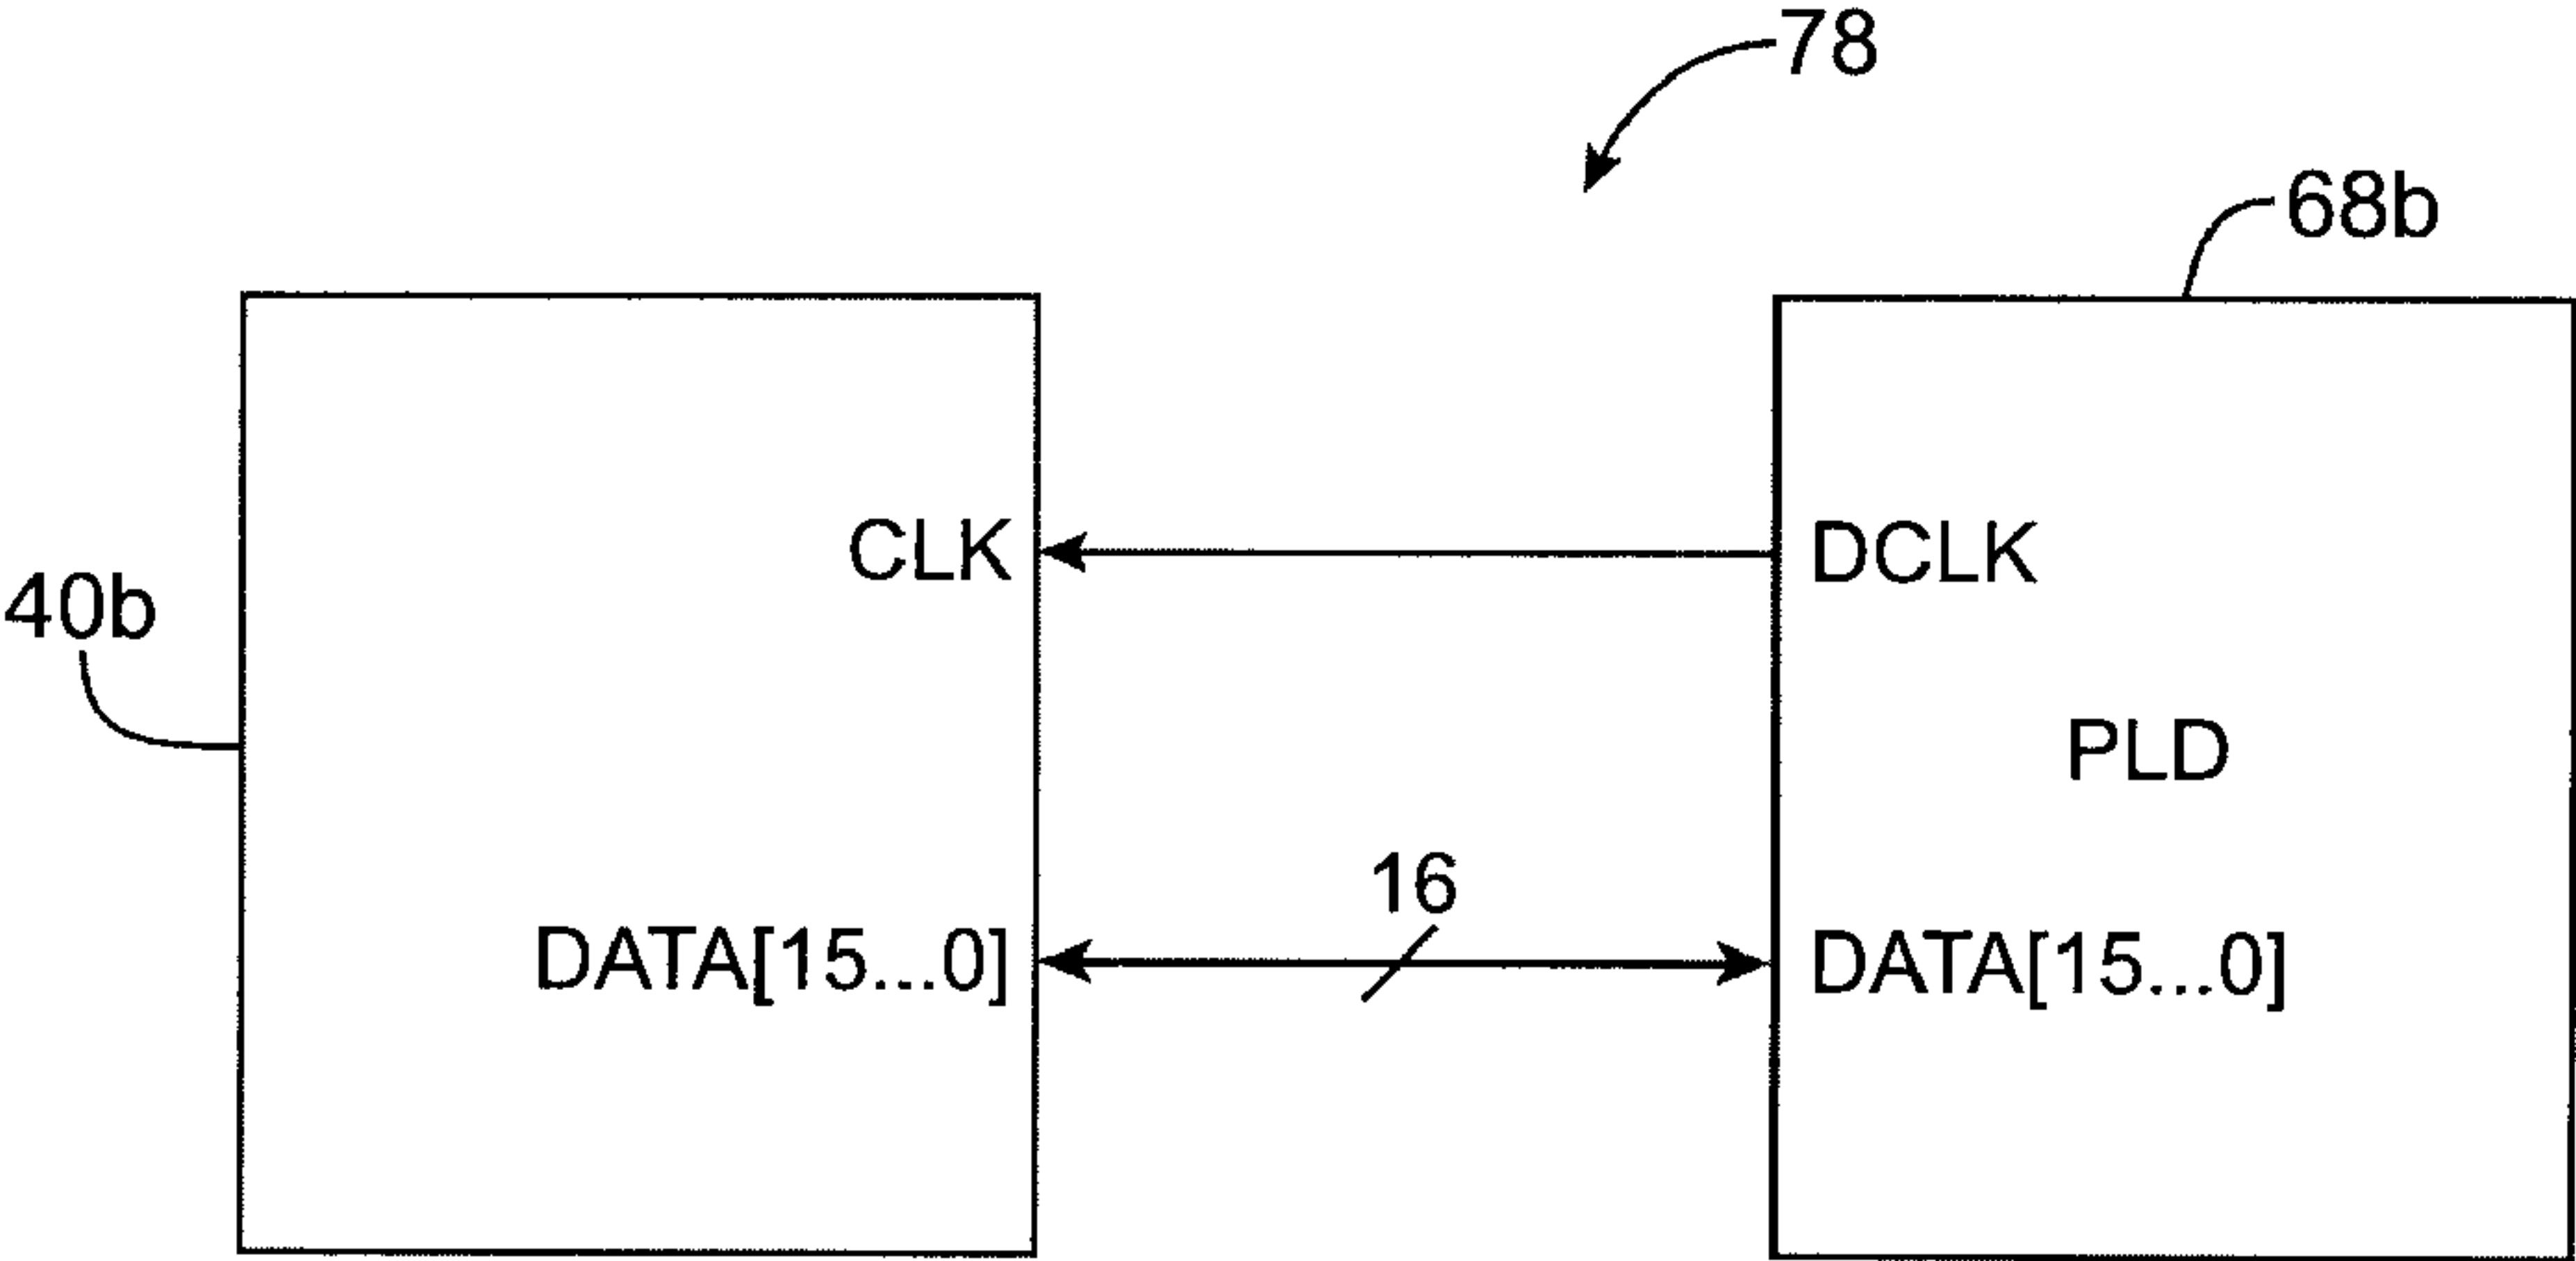 78
68b
CLK
DCLK
40b
PLD
16
DATA[15...0]
DATA[15...0]